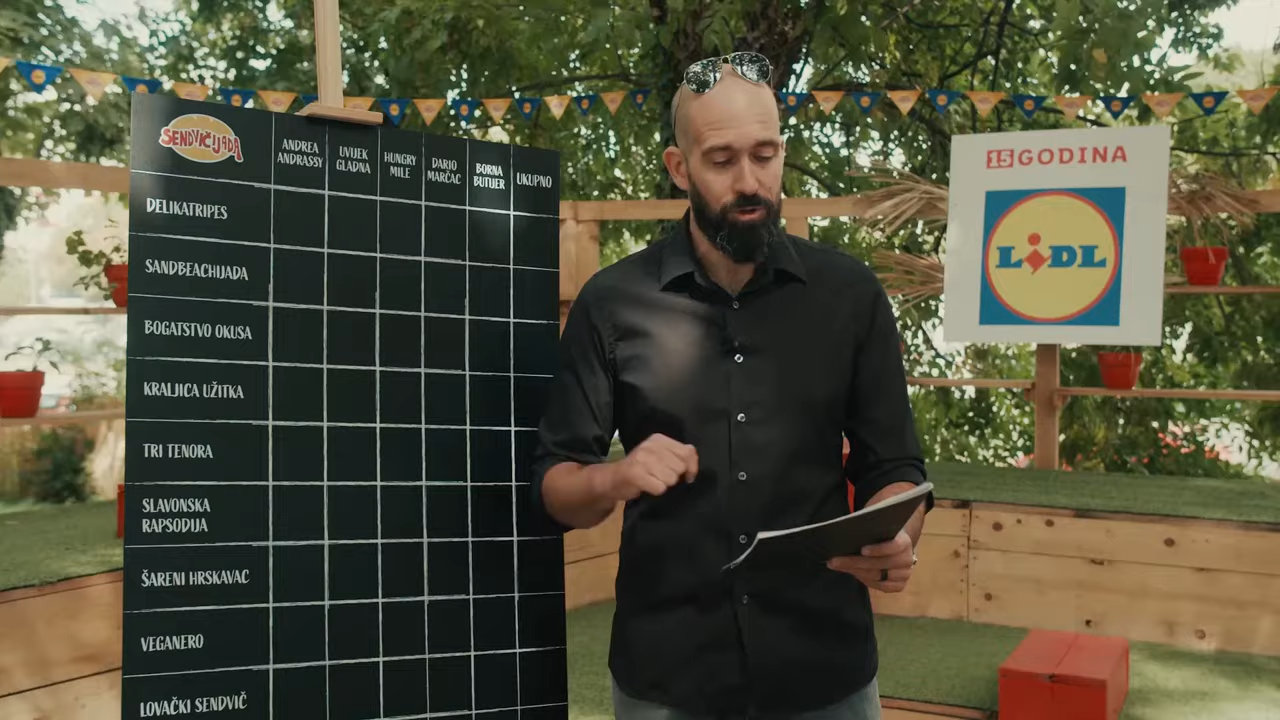 SENDVIČIJADA
ANDREA
ANDRASSY
UVIJEK
GLADNA
HUNGRY
MILE
DARIO
MARČAC
BORNA
BUTIJER
UKUPNO
DELIKATRIPES
SANDBEACHIJADA
BOGATSTVO OKUSA
KRALJICA UŽITKA
TRI TENORA
SLAVONSKA
RAPSODIJA
ŠARENI HRSKAVAC
VEGANERO
LOVAČKI SENDVIČ
15 GODINA
LIDL